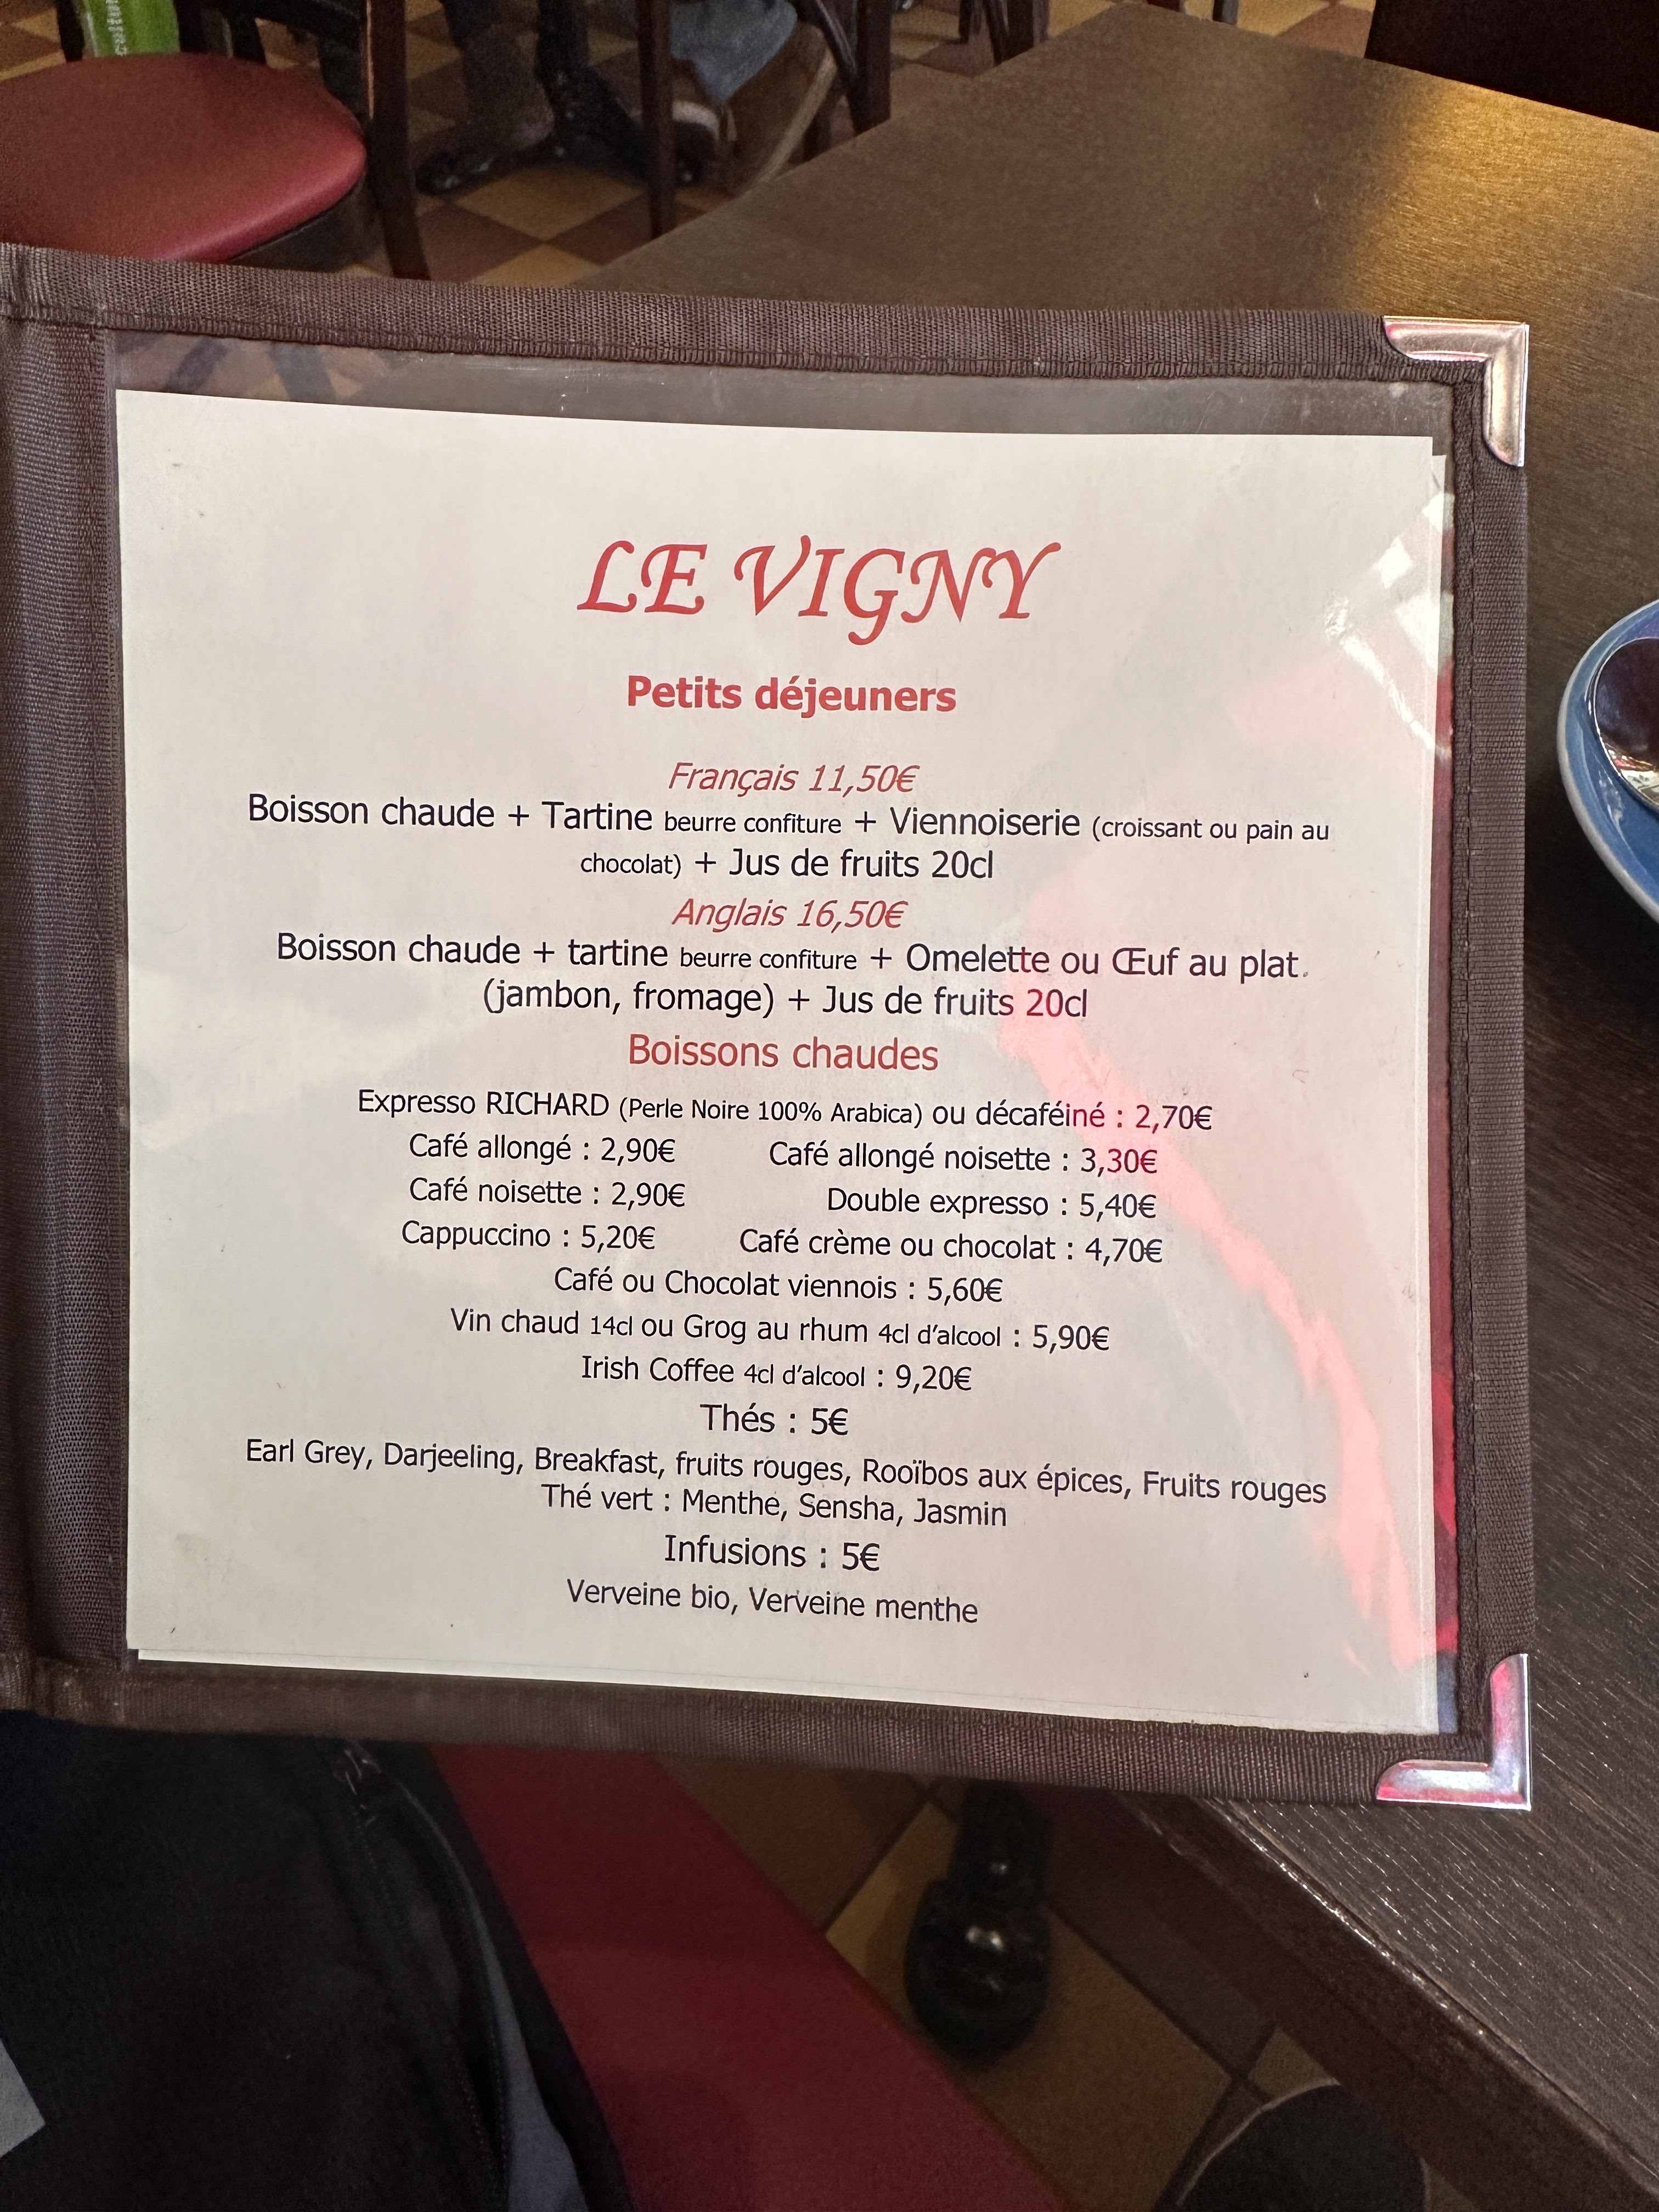 LE VIGNY
Petits déjeuners
Français 11,50€
Boisson chaude + Tartine beurre confiture + Viennoiserie (croissant ou pain au
chocolat) + Jus de fruits 20cl
Anglais 16,50€
Boisson chaude + tartine beurre confiture + Omelette ou Œuf au plat.
(jambon, fromage) + Jus de fruits 20cl
Boissons chaudes
Expresso RICHARD (Perle Noire 100% Arabica) ou décaféiné : 2,70€
Café allongé : 2,90€ Café allongé noisette : 3,30€
Café noisette : 2,90€ Double expresso : 5,40€
Cappuccino : 5,20€ Café crème ou chocolat : 4,70€
Café ou Chocolat viennois : 5,60€
Vin chaud 14cl ou Grog au rhum 4cl d'alcool : 5,90€
Irish Coffee 4cl d'alcool : 9,20€
Thés : 5€
Earl Grey, Darjeeling, Breakfast, fruits rouges, Rooïbos aux épices, Fruits rouges
Thé vert : Menthe, Sensha, Jasmin
Infusions : 5€
Verveine bio, Verveine menthe